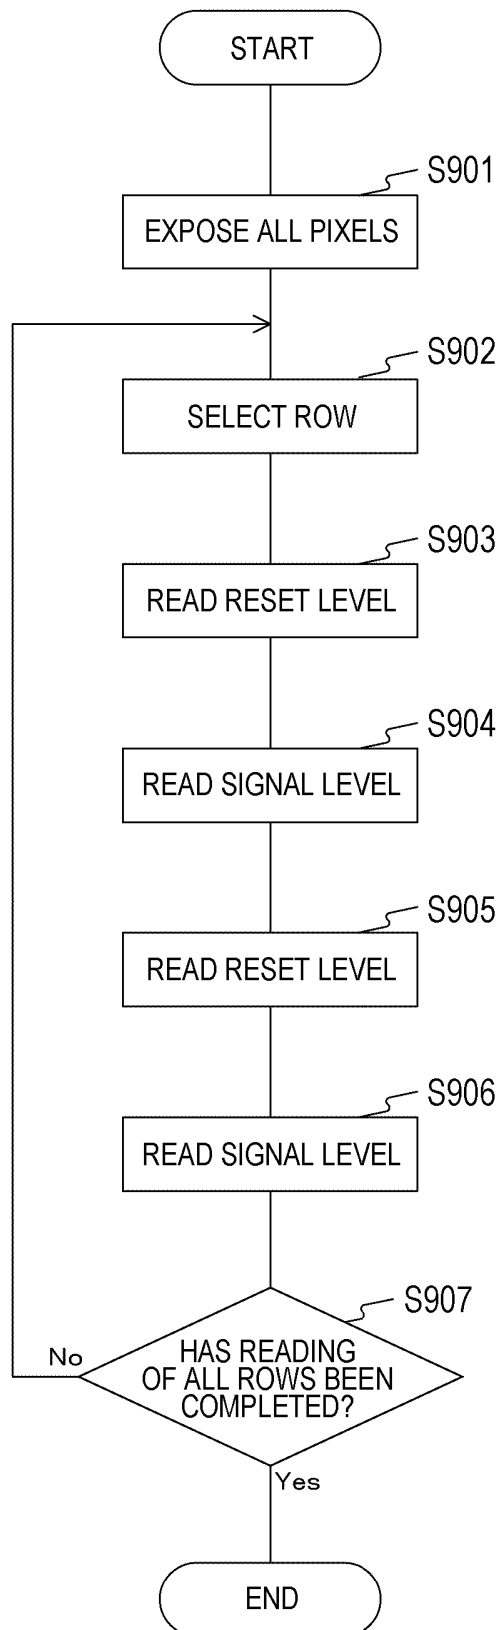 START
S901
EXPOSE ALL PIXELS
S902
SELECT ROW
S903
READ RESET LEVEL
S904
READ SIGNAL LEVEL
S905
READ RESET LEVEL
S906
READ SIGNAL LEVEL
S907
No
HAS READING
OF ALL ROWS BEEN
COMPLETED?
Yes
END